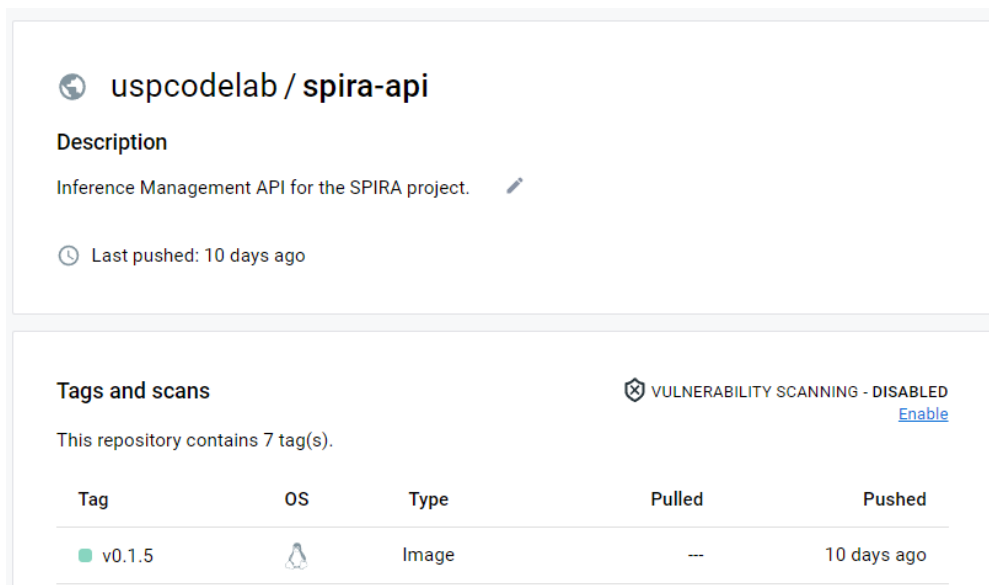 uspcodelab / spira-api
Description
Inference Management API for the SPIRA project.
Last pushed: 10 days ago
Tags and scans
VULNERABILITY SCANNING - DISABLED
Enable
This repository contains 7 tag(s).
Tag OS Type Pulled Pushed
v0.1.5 Image --- 10 days ago